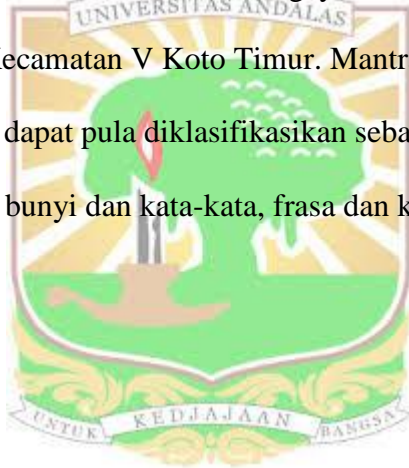 UNIVERSITAS ANDALAS
Kecamatan V Koto Timur. Mantr
dapat pula diklasifikasikan seba
bunyi dan kata-kata, frasa dan k
UNTUK KEDJAJAAN BANGSA